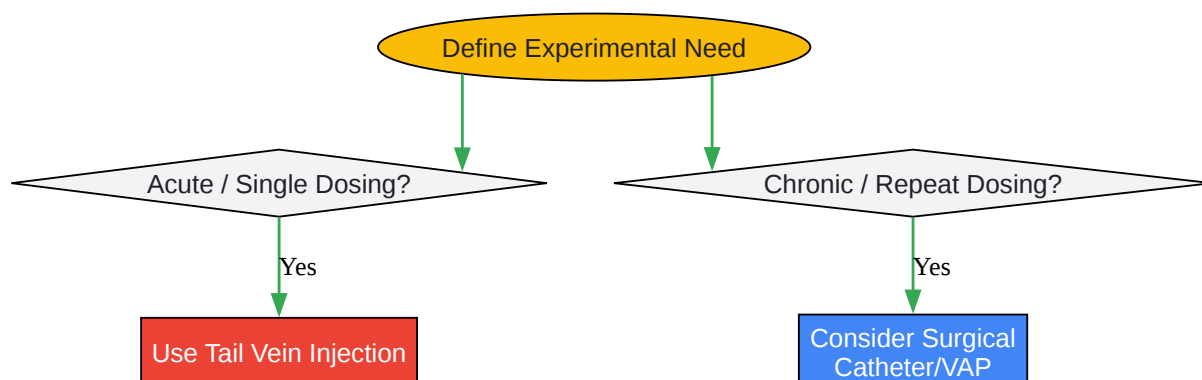 Define Experimental Need
Acute / Single Dosing?
Chronic / Repeat Dosing?
Yes
Yes
Use Tail Vein Injection
Consider Surgical
Catheter/VAP